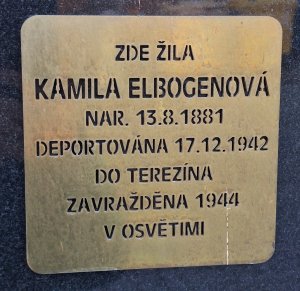 ZDE ŽILA
KAMILA ELBOGENOVÁ
NAR. 13.8.1881
DEPORTOVÁNA 17.12.1942
DO TEREZÍNA
ZAVRAŽDĚNA 1944
V OSVĚTIMI